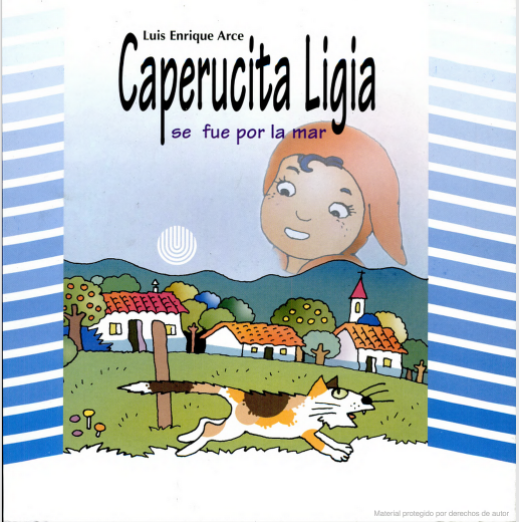 Luis Enrique Arce
Caperucita Ligia
se fue por la mar
Material protegido por derechos de autor